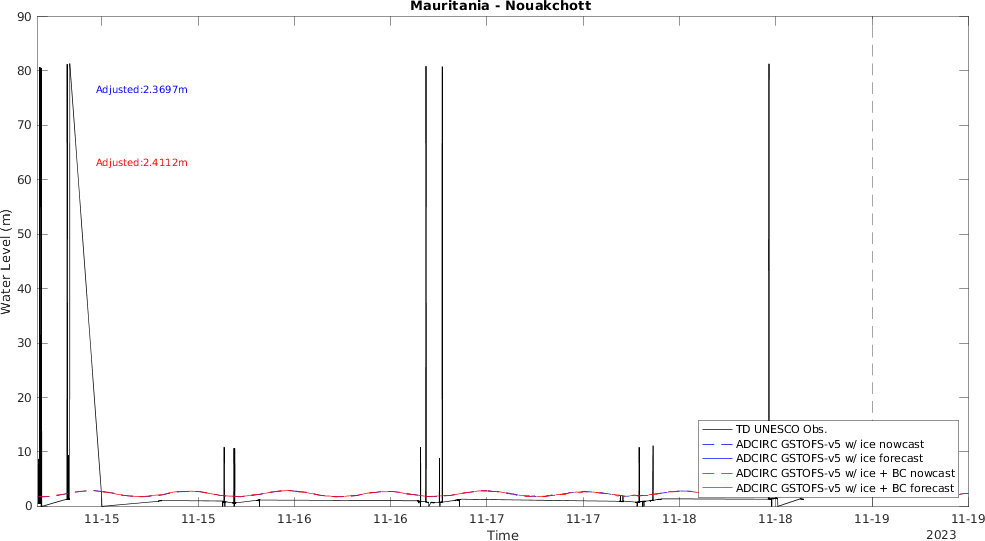 Mauritania - Nouakchott
90
80
70
60
50
40
30
20
10
0
Water Level (m)
Adjusted:2.3697m
Adjusted:2.4112m
TD UNESCO Obs.
ADCIRC GSTOFS-v5 w/ ice nowcast
ADCIRC GSTOFS-v5 w/ ice forecast
ADCIRC GSTOFS-v5 w/ ice + BC nowcast
ADCIRC GSTOFS-v5 w/ ice + BC forecast
11-15 11-15 11-16 11-16 11-17 11-17 11-18 11-18 11-19 11-19
Time
2023